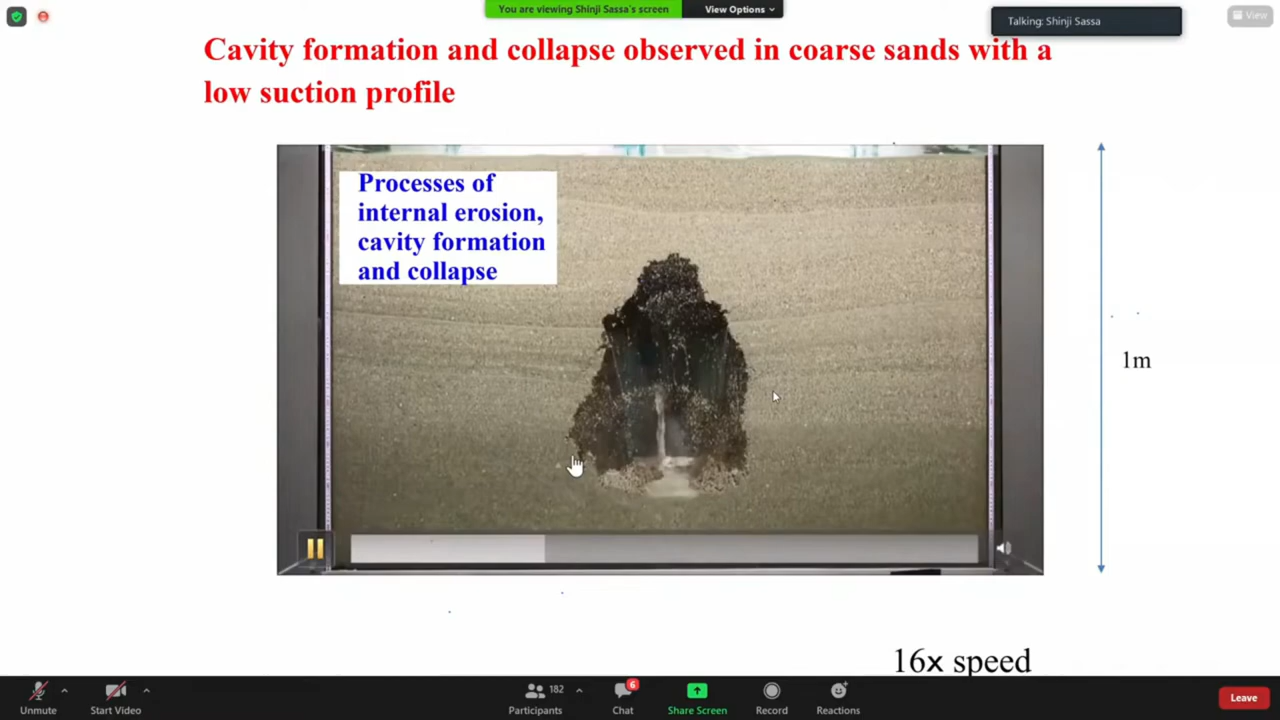 You are viewing Shinji Sassa's screen
View Options
Talking: Shinji Sassa
View
Cavity formation and collapse observed in coarse sands with a
low suction profile
Processes of
internal erosion,
cavity formation
and collapse
1m
16x speed
Unmute
Start Video
182
Participants
6
Chat
Share Screen
Record
Reactions
Leave